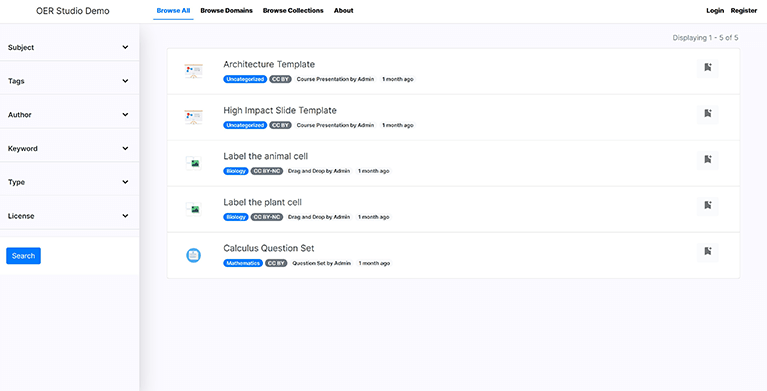 OER Studio Demo
Browse All Browse Domains Browse Collections About
Login Register
Subject
Tags
Author
Keyword
Type
License
Search
Displaying 1 - 5 of 5
Architecture Template
Uncategorized CC BY Course Presentation by Admin 1 month ago
High Impact Slide Template
Uncategorized CC BY Course Presentation by Admin 1 month ago
Label the animal cell
Biology CC BY-NC Drag and Drop by Admin 1 month ago
Label the plant cell
Biology CC BY-NC Drag and Drop by Admin 1 month ago
Calculus Question Set
Mathematics CC BY Question Set by Admin 1 month ago